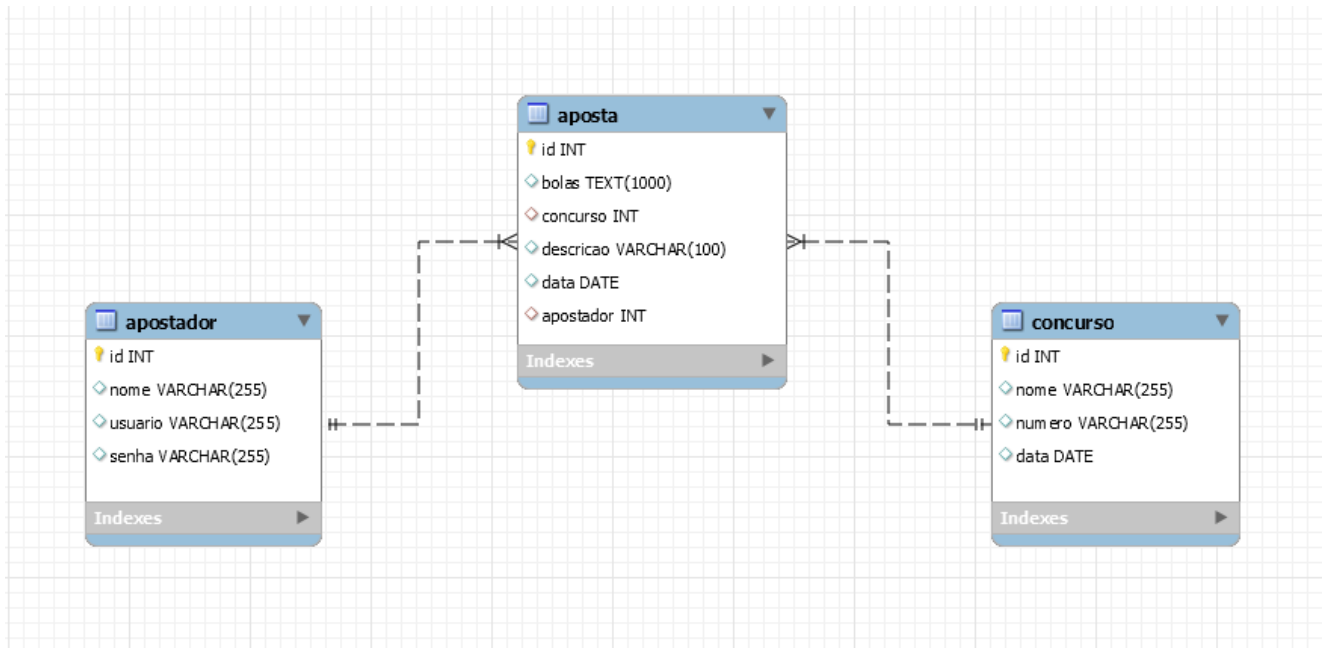 aposta
id INT
bolas TEXT(1000)
concurso INT
descricao VARCHAR(100)
data DATE
apostador INT
Indexes
apostador
id INT
nome VARCHAR(255)
usuario VARCHAR(255)
senha VARCHAR(255)
Indexes
concurso
id INT
nome VARCHAR(255)
numero VARCHAR(255)
data DATE
Indexes